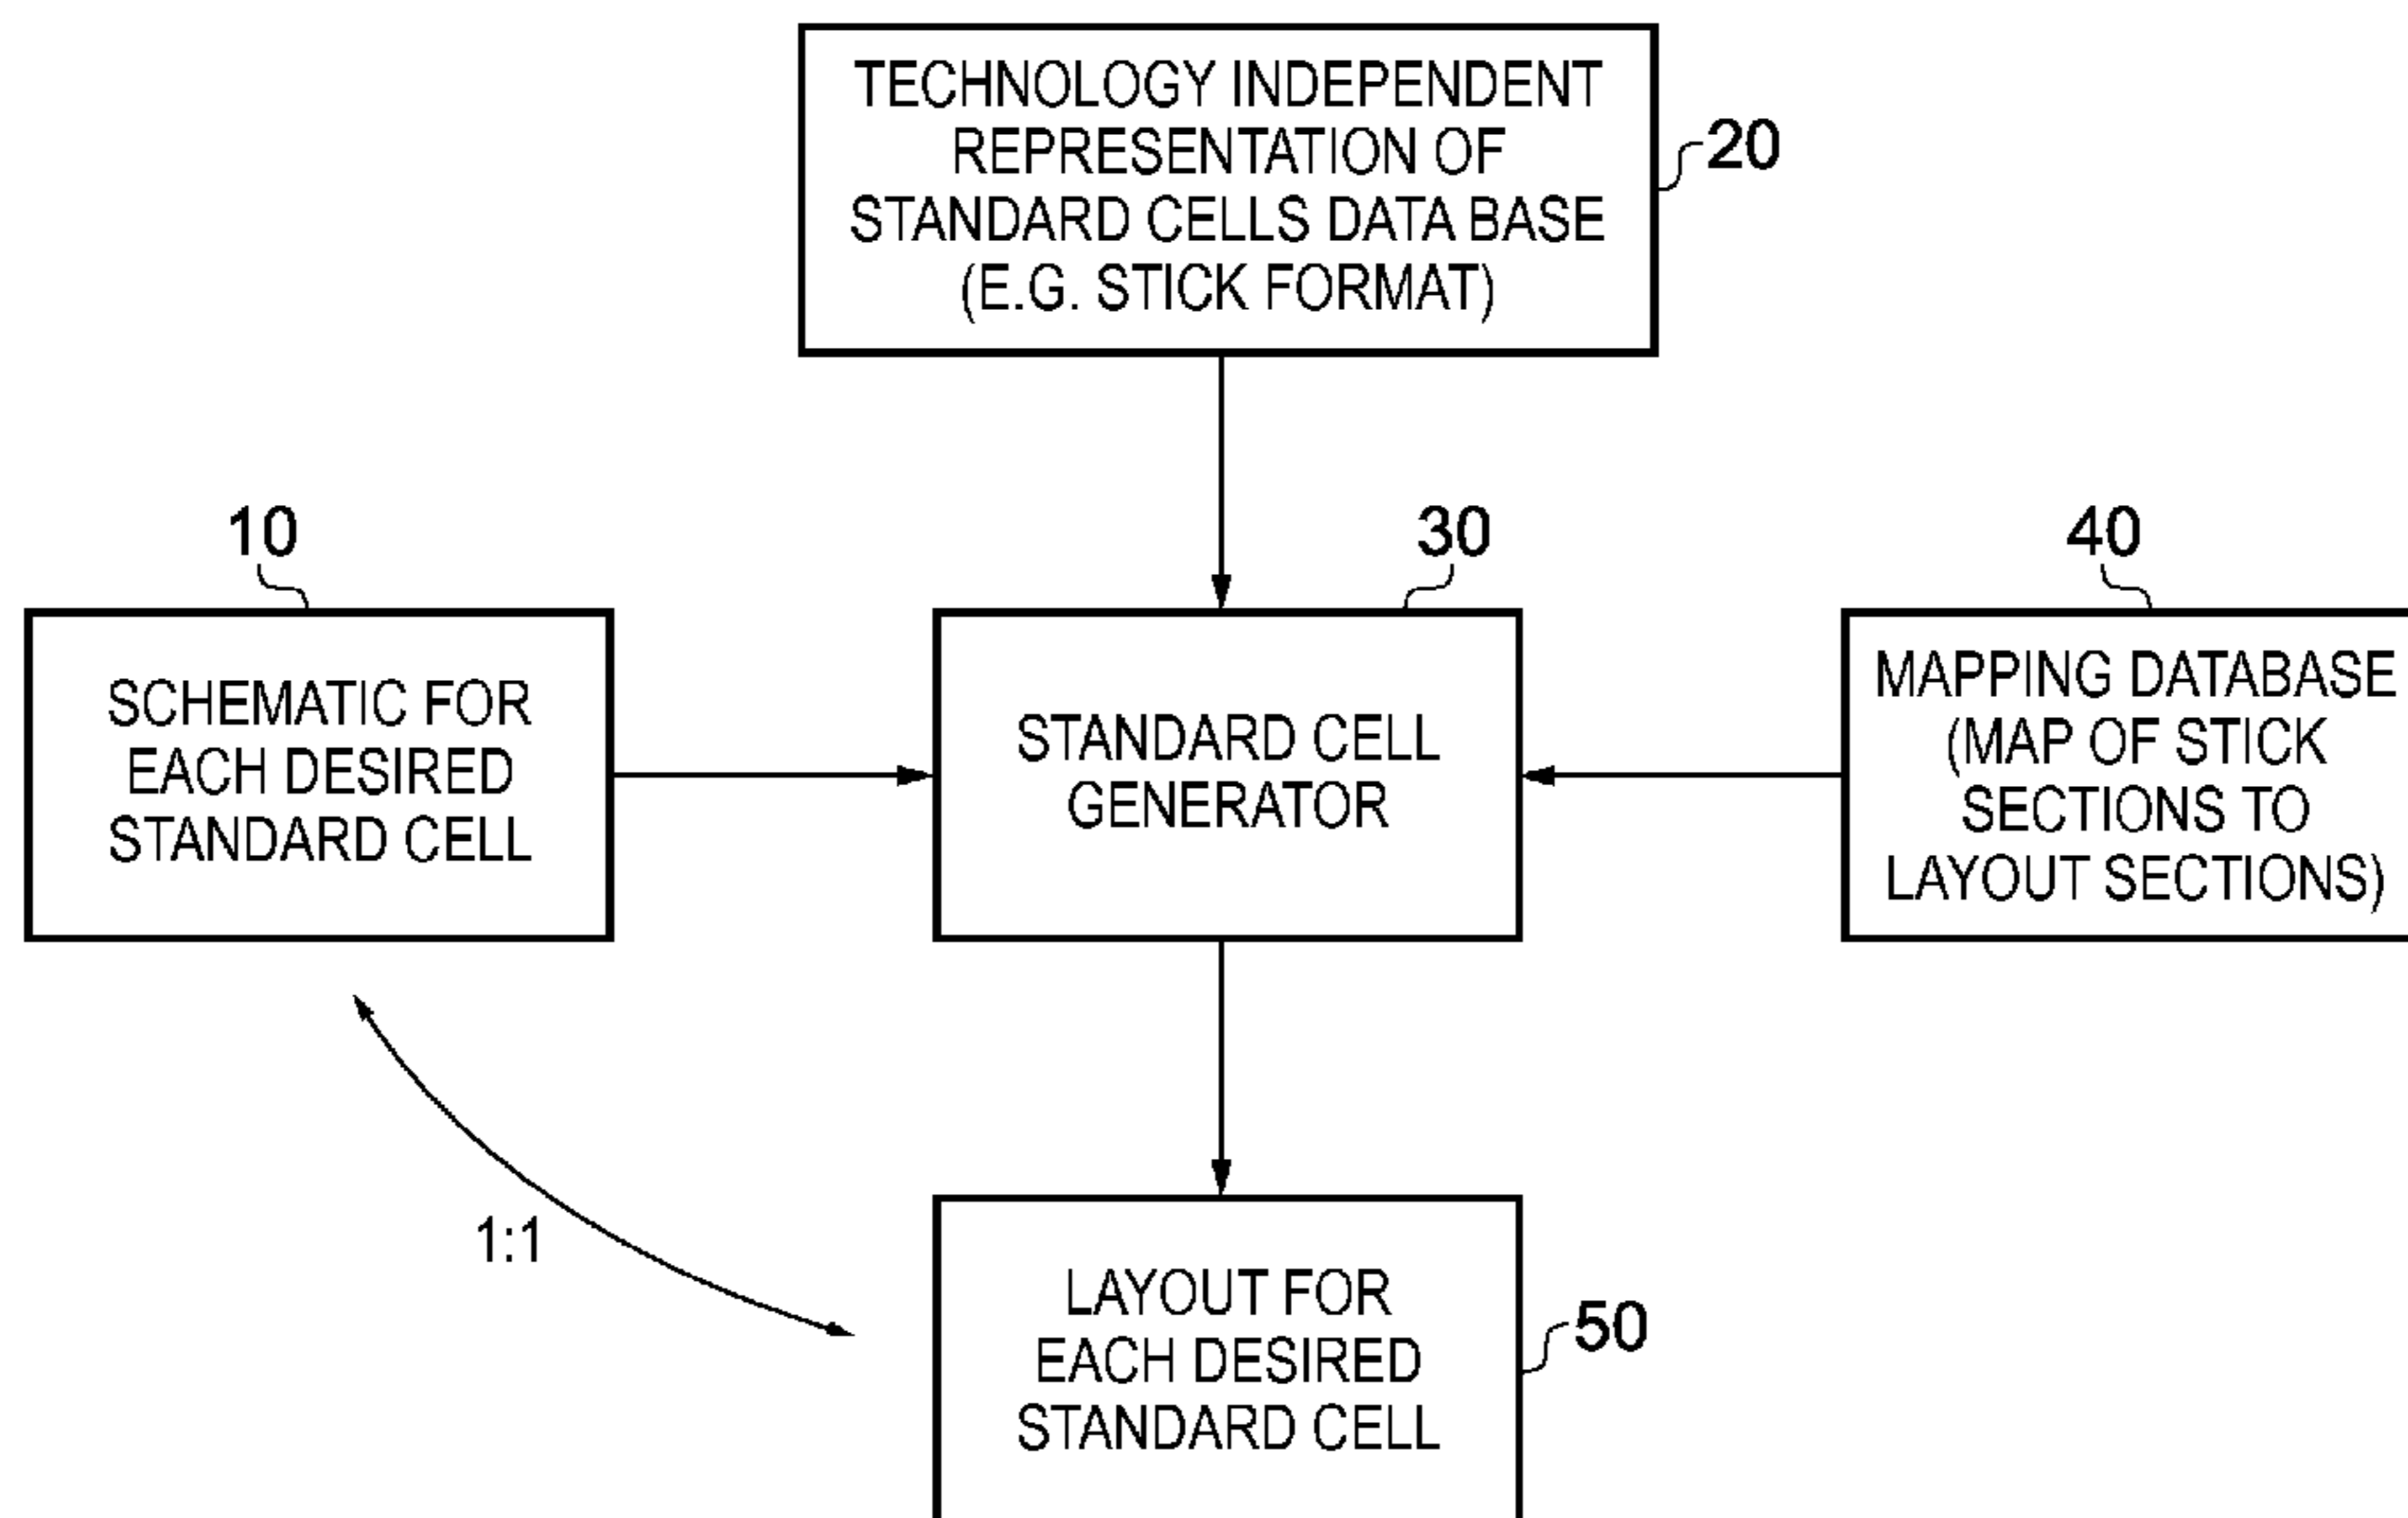 TECHNOLOGY INDEPENDENT
REPRESENTATION OF
STANDARD CELLS DATA BASE
(E.G. STICK FORMAT)
20
10
SCHEMATIC FOR
EACH DESIRED
STANDARD CELL
30
STANDARD CELL
GENERATOR
40
MAPPING DATABASE
(MAP OF STICK
SECTIONS TO
LAYOUT SECTIONS)
1:1
LAYOUT FOR
EACH DESIRED
STANDARD CELL
50